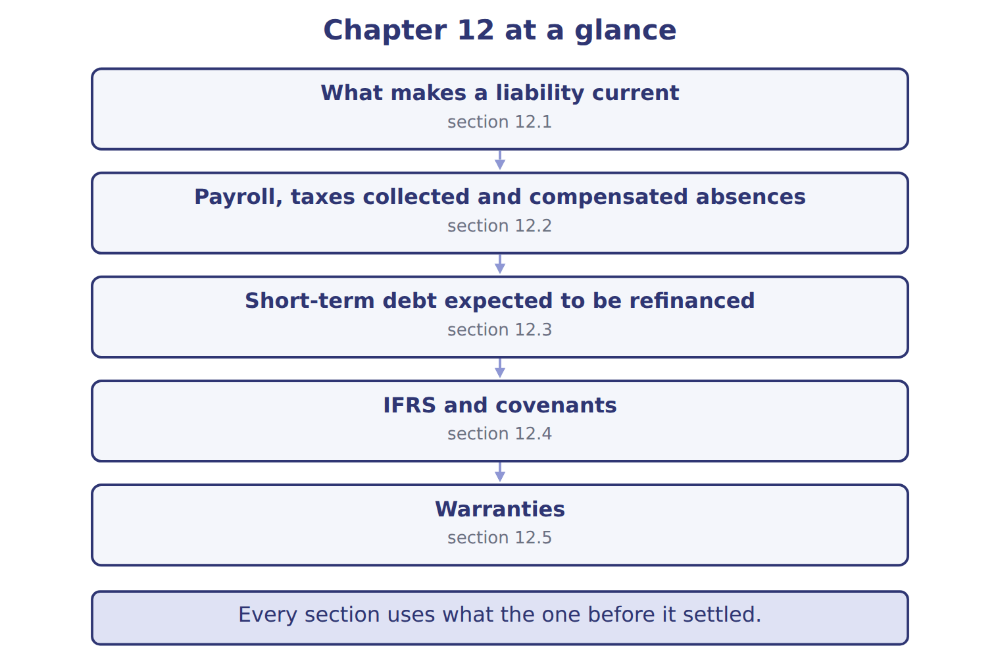 Chapter 12 at a glance
What makes a liability current
section 12.1
Payroll, taxes collected and compensated absences
section 12.2
Short-term debt expected to be refinanced
section 12.3
IFRS and covenants
section 12.4
Warranties
section 12.5
Every section uses what the one before it settled.